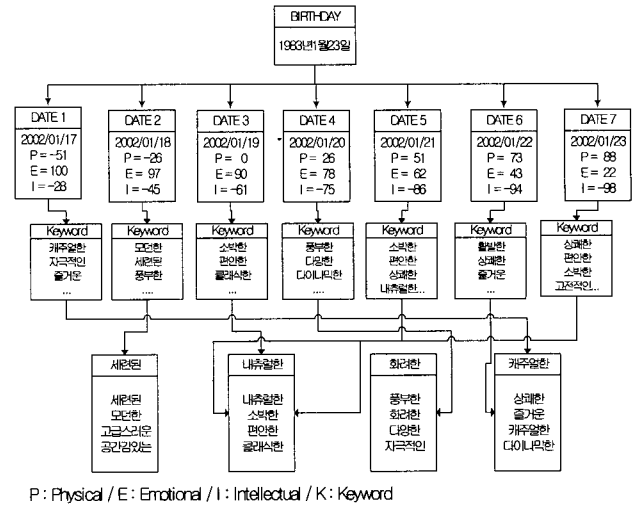 BIRTHDAY
1983년1월23일
DATE 1
2002/01/17
P = -51
E = 100
I = -28
DATE 2
2002/01/18
P = -26
E = 97
I = -45
DATE 3
2002/01/19
P = 0
E = 90
I = -61
DATE 4
2002/01/20
P = 26
E = 78
I = -75
DATE 5
2002/01/21
P = 51
E = 62
I = -86
DATE 6
2002/01/22
P = 73
E = 43
I = -94
DATE 7
2002/01/23
P = 88
E = 22
I = -98
Keyword
캐주얼한
자극적인
즐거운
...
Keyword
모던한
세련된
풍부한
....
Keyword
소박한
편안한
클래식한
...
Keyword
풍부한
다양한
다이나믹한
....
Keyword
소박한
편안한
상쾌한
내츄럴한...
Keyword
활발한
상쾌한
즐거운
...
Keyword
상쾌한
편안한
소박한
고전적인...
세련된
세련된
모던한
고급스러운
공간감있는
내츄럴한
내츄럴한
소박한
편안한
클래식한
화려한
풍부한
화려한
다양한
자극적인
캐주얼한
상쾌한
즐거운
캐주얼한
다이나믹한
P : Physical / E : Emotional / I : Intellectual / K : Keyword